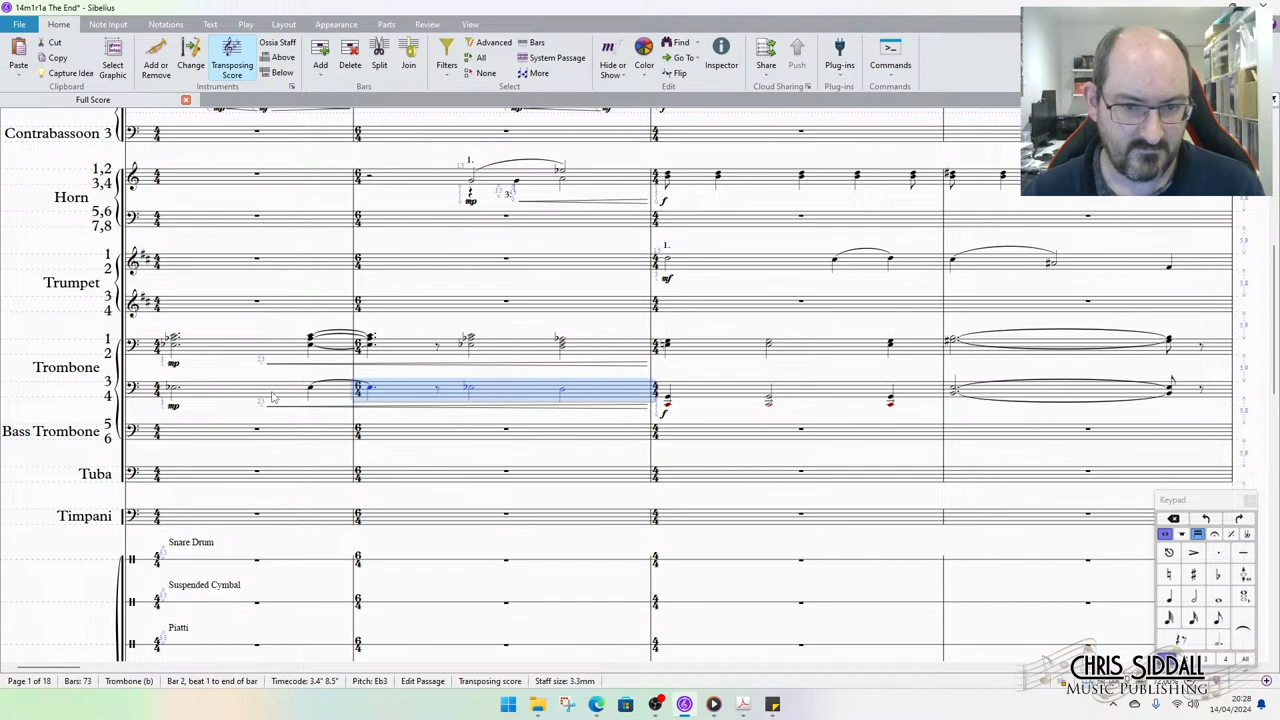 14m1r1a The End* - Sibelius
File Home Note Input Notations Text Play Layout Appearance Parts Review View
Paste Cut Copy Capture Idea Select Graphic Add or Remove Change Transposing Score Ossia Staff Above Below Add Delete Split Join Filters Advanced All None Bars System Passage More Hide or Show Color Find Go To Flip Inspector Share Push Plug-ins Commands
Clipboard Instruments Bars Select Edit Cloud Sharing Plug-ins Commands
Full Score
Contrabassoon 3
Horn 1,2 3,4 5,6 7,8
1.
mp
3.
f
Trumpet 1 2 3 4
1.
mf
Trombone 1 2 3 4
mp
mp
f
Bass Trombone 5 6
Tuba
Timpani
Snare Drum
Suspended Cymbal
Piatti
Keypad
CHRIS SIDDALL
MUSIC PUBLISHING
Page 1 of 18 Bars: 73 Trombone (b) Bar 2, beat 1 to end of bar Timecode: 3.4" 8.5" Pitch: Eb3 Edit Passage Transposing score Staff size: 3.3mm
20:28
14/04/2024